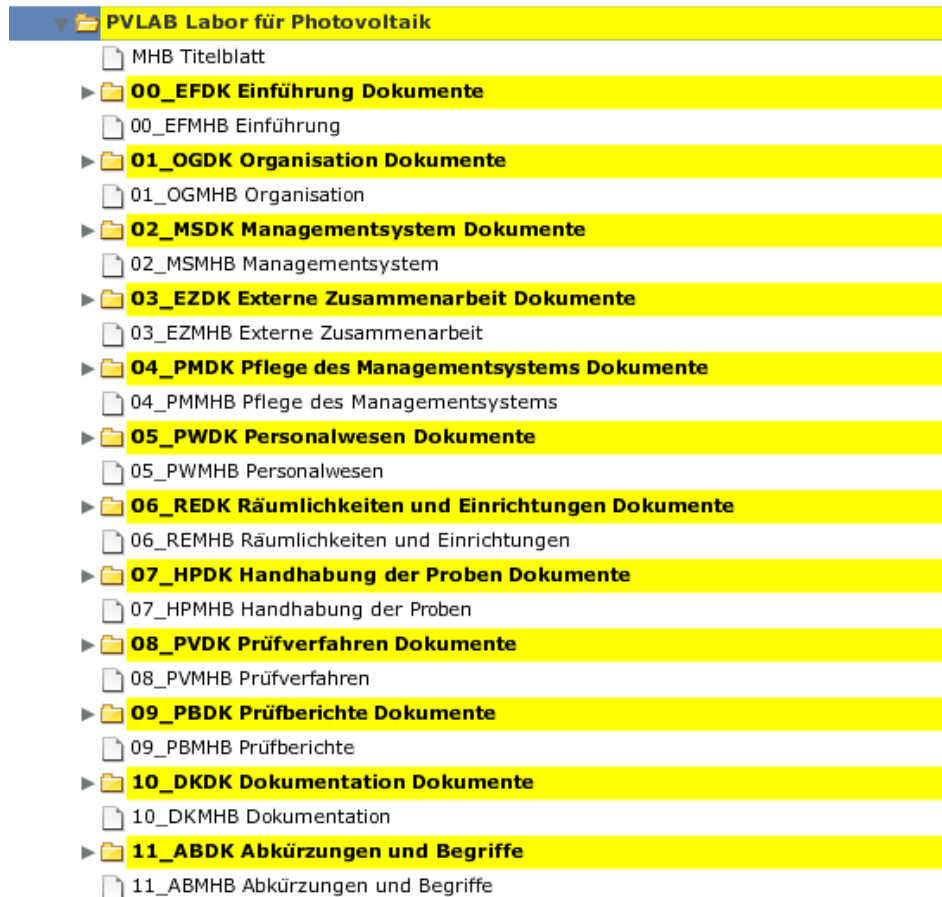 PVLAB Labor für Photovoltaik
MHB Titelblatt
00_EFDK Einführung Dokumente
00_EFMHB Einführung
01_OGDK Organisation Dokumente
01_OGMHB Organisation
02_MSDK Managementsystem Dokumente
02_MSMHB Managementsystem
03_EZDK Externe Zusammenarbeit Dokumente
03_EZMHB Externe Zusammenarbeit
04_PMDK Pflege des Managementsystems Dokumente
04_PMMHB Pflege des Managementsystems
05_PWDK Personalwesen Dokumente
05_PWMHB Personalwesen
06_REDK Räumlichkeiten und Einrichtungen Dokumente
06_REMHB Räumlichkeiten und Einrichtungen
07_HPDK Handhabung der Proben Dokumente
07_HPMHB Handhabung der Proben
08_PVDK Prüfverfahren Dokumente
08_PVMHB Prüfverfahren
09_PBDK Prüfberichte Dokumente
09_PBMHB Prüfberichte
10_DKDK Dokumentation Dokumente
10_DKMHB Dokumentation
11_ABDK Abkürzungen und Begriffe
11_ABMHB Abkürzungen und Begriffe